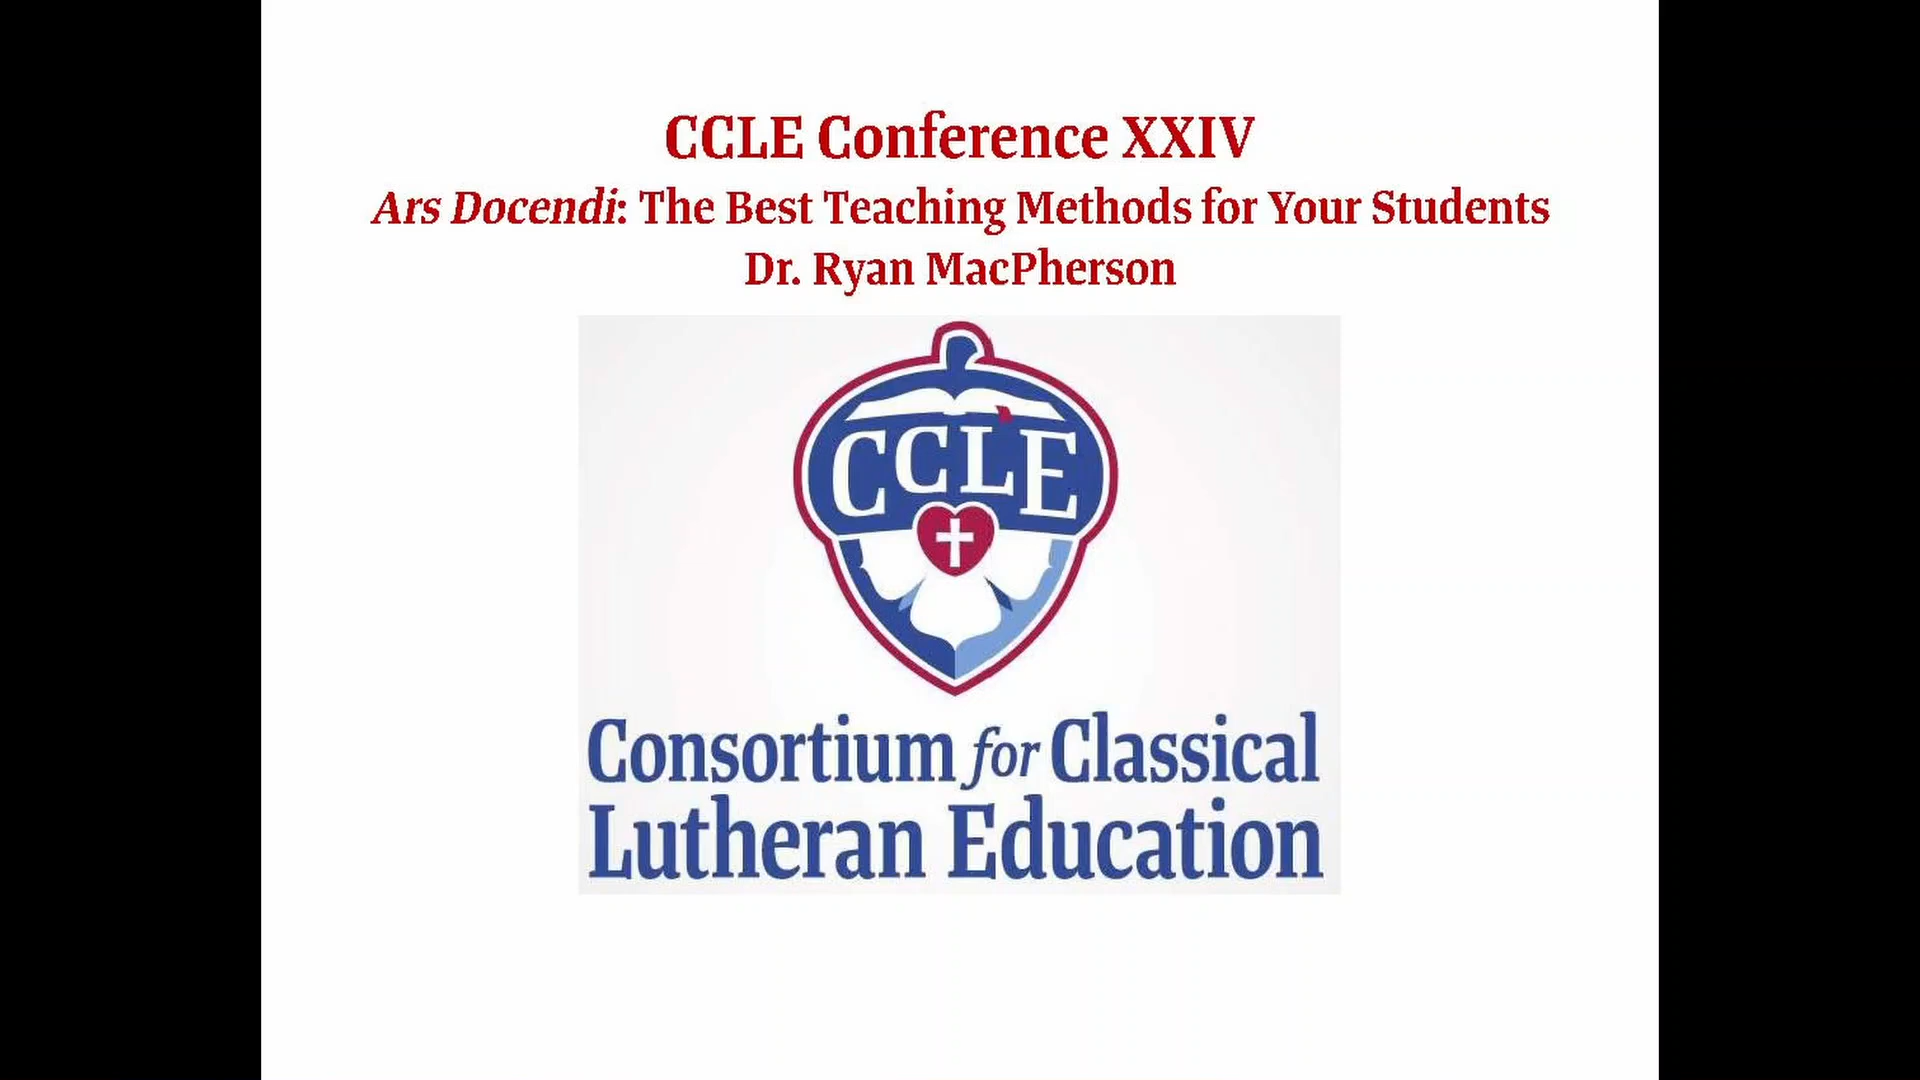 CCLE Conference XXIV
Ars Docendi: The Best Teaching Methods for Your Students
Dr. Ryan MacPherson
CCLE
Consortium for Classical
Lutheran Education